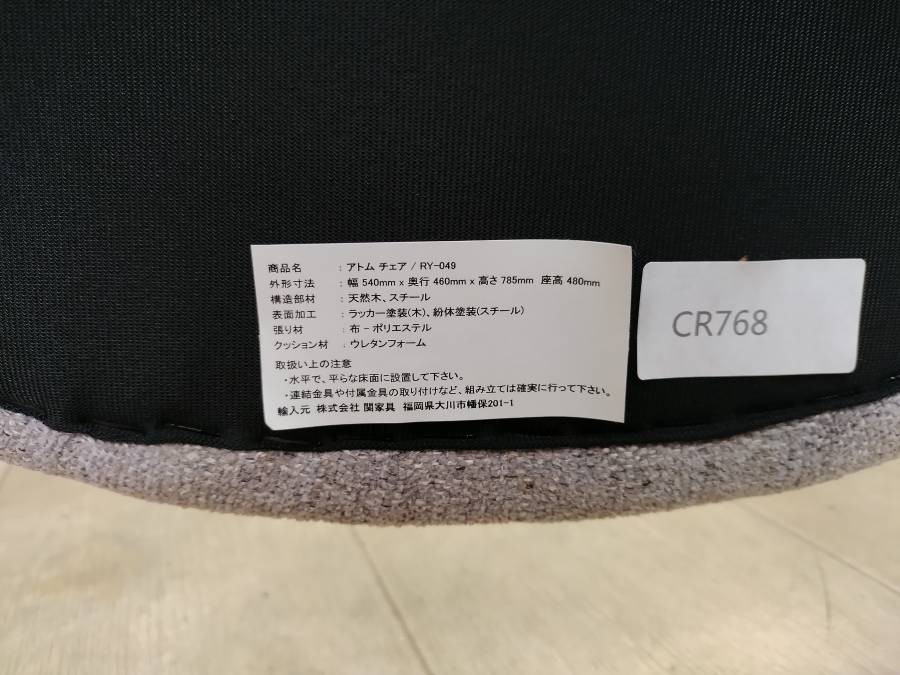 商品名 : アトム チェア / RY-049
外形寸法 : 幅 540mm x 奥行 460mm x 高さ 785mm 座高 480mm
構造部材 : 天然木、スチール
表面加工 : ラッカー塗装(木)、紛体塗装(スチール)
張り材 : 布 - ポリエステル
クッション材 : ウレタンフォーム
取扱い上の注意
・水平で、平らな床面に設置して下さい。
・連結金具や付属金具の取り付けなど、組み立ては確実に行って下さい。
輸入元 株式会社 関家具 福岡県大川市幡保201-1
CR768